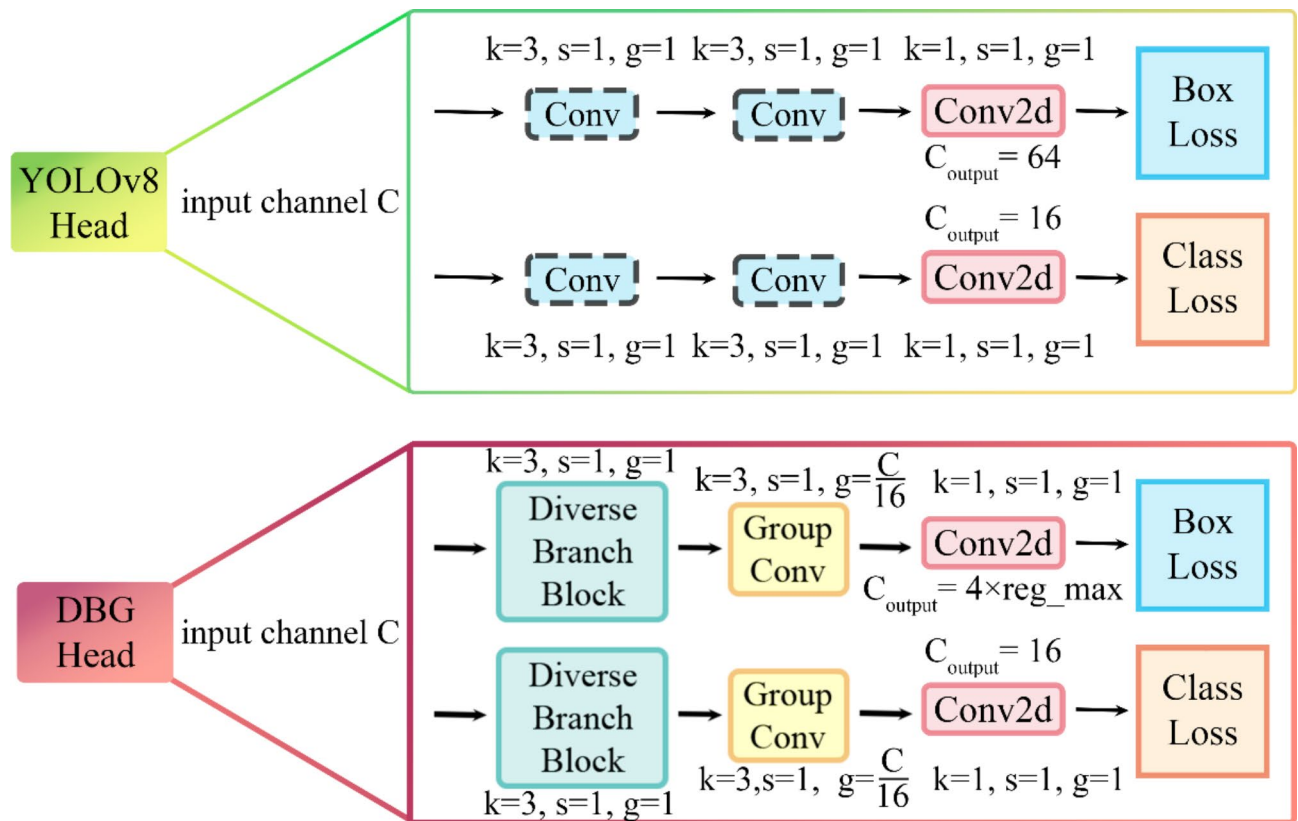 YOLOv8
Head
input channel C
k=3, s=1, g=1 k=3, s=1, g=1 k=1, s=1, g=1
Conv Conv Conv2d
C_output = 64
Box
Loss
C_output = 16
Conv Conv Conv2d
k=3, s=1, g=1 k=3, s=1, g=1 k=1, s=1, g=1
Class
Loss
DBG
Head
input channel C
k=3, s=1, g=1 k=3, s=1, g=C/16 k=1, s=1, g=1
Diverse
Branch
Block
Group
Conv
Conv2d
C_output = 4×reg_max
Box
Loss
C_output = 16
Diverse
Branch
Block
Group
Conv
Conv2d
k=3, s=1, g=1 k=3,s=1, g=C/16 k=1, s=1, g=1
Class
Loss